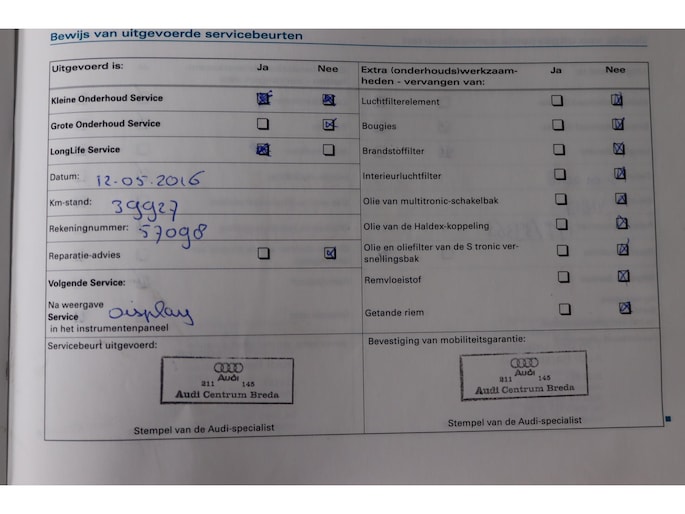 Bewijs van uitgevoerde servicebeurten
Uitgevoerd is: Ja Nee
Kleine Onderhoud Service
Grote Onderhoud Service
LongLife Service
Datum: 12-05-2016
Km-stand: 39927
Rekeningnummer: 57098
Reparatie-advies
Volgende Service:
Na weergave
Service display
in het instrumentenpaneel
Servicebeurt uitgevoerd:
Audi
211 145
Audi Centrum Breda
Stempel van de Audi-specialist
Extra (onderhouds)werkzaam-
heden - vervangen van: Ja Nee
Luchtfilterelement
Bougies
Brandstoffilter
Interieurluchtfilter
Olie van multitronic-schakelbak
Olie van de Haldex-koppeling
Olie en oliefilter van de S tronic ver-
snellingsbak
Remvloeistof
Getande riem
Bevestiging van mobiliteitsgarantie:
Audi
211 145
Audi Centrum Breda
Stempel van de Audi-specialist